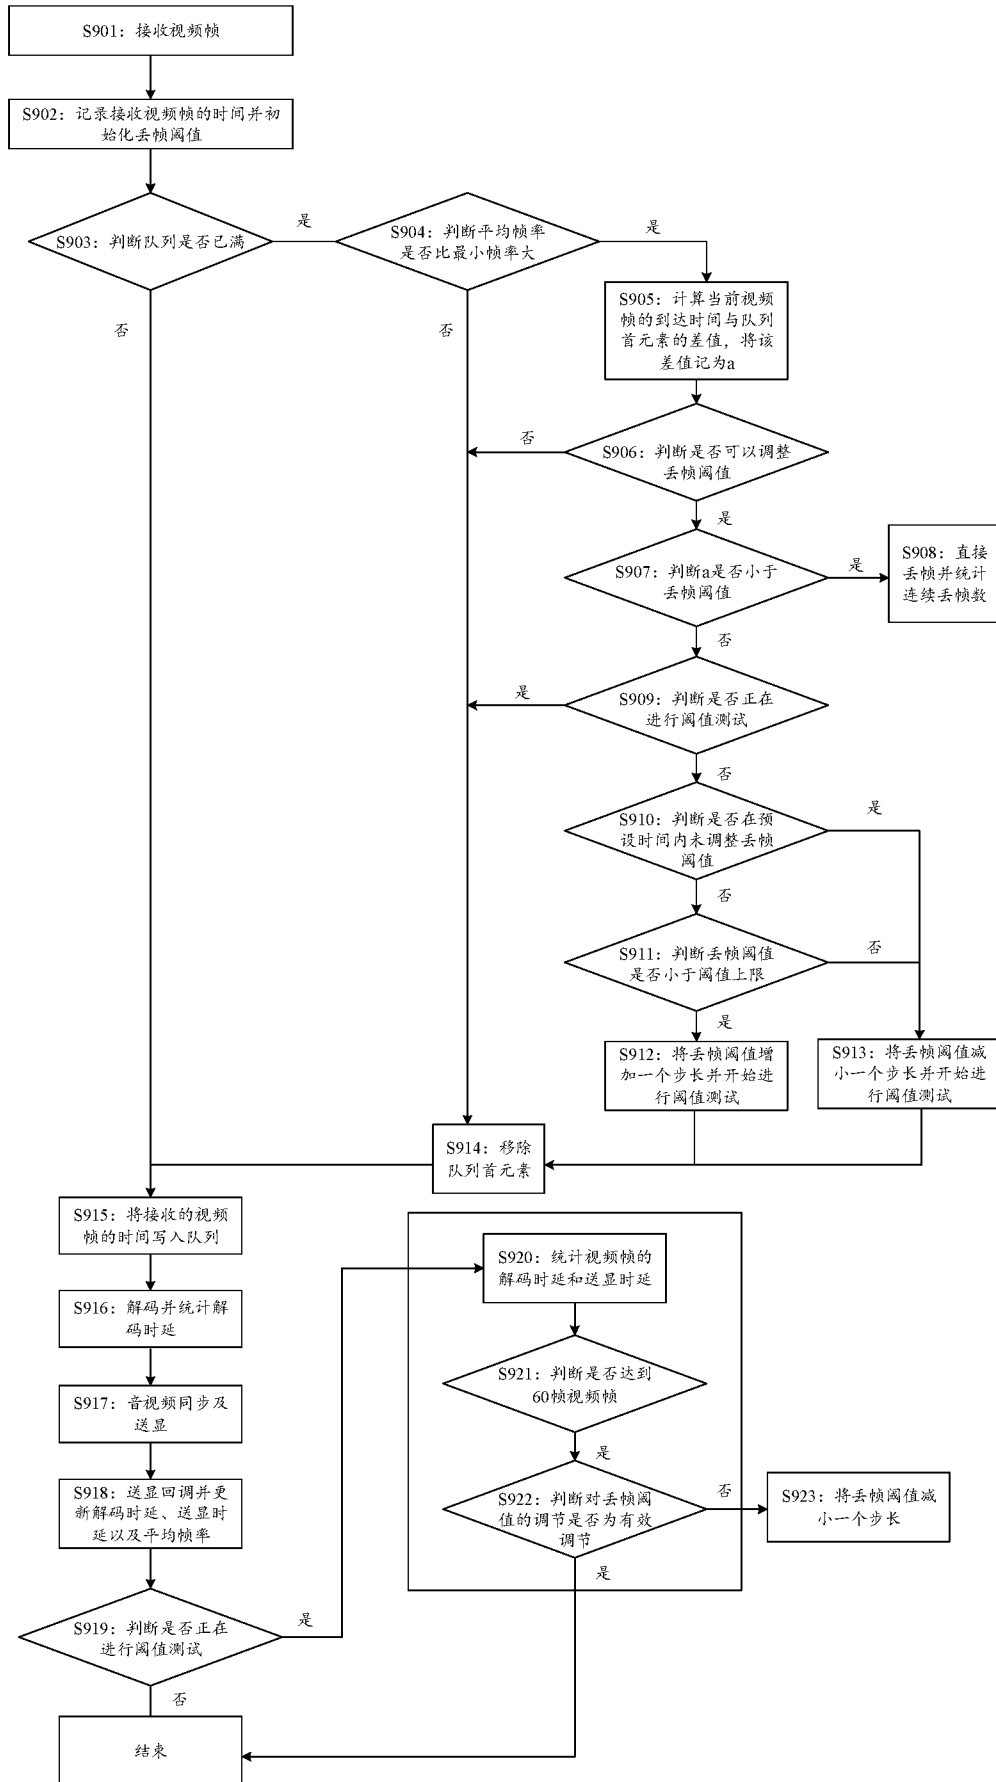 S901：接收视频帧
S902：记录接收视频帧的时间并初
始化丢帧阈值
S903：判断队列是否已满
是
S904：判断平均帧率
是否比最小帧率大
是
否
否
S905：计算当前视频
帧的到达时间与队列
首元素的差值，将该
差值记为a
S906：判断是否可以调整
丢帧阈值
否
是
S907：判断a是否小于
丢帧阈值
是
S908：直接
丢帧并统计
连续丢帧数
否
S909：判断是否正在
进行阈值测试
是
否
S910：判断是否在预
设时间内未调整丢帧
阈值
是
否
S911：判断丢帧阈值
是否小于阈值上限
否
是
S912：将丢帧阈值增
加一个步长并开始进
行阈值测试
S913：将丢帧阈值减
小一个步长并开始进
行阈值测试
S914：移除
队列首元素
S915：将接收的视频
帧的时间写入队列
S916：解码并统计解
码时延
S917：音视频同步及
送显
S918：送显回调并更
新解码时延、送显时
延以及平均帧率
S919：判断是否正在
进行阈值测试
是
否
S920：统计视频帧的
解码时延和送显时延
S921：判断是否达到
60帧视频帧
是
S922：判断对丢帧阈
值的调节是否为有效
调节
否
是
S923：将丢帧阈值减
小一个步长
结束